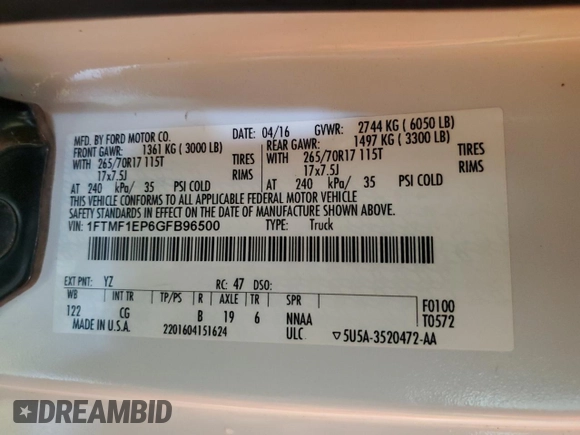 MFD. BY FORD MOTOR CO. DATE: 04/16 GVWR: 2744 KG ( 6050 LB)
FRONT GAWR: 1361 KG ( 3000 LB) REAR GAWR: 1497 KG ( 3300 LB)
WITH 265/70R17 115T TIRES WITH 265/70R17 115T TIRES
17x7.5J RIMS 17x7.5J RIMS
AT 240 kPa/ 35 PSI COLD AT 240 kPa/ 35 PSI COLD
THIS VEHICLE CONFORMS TO ALL APPLICABLE FEDERAL MOTOR VEHICLE
SAFETY STANDARDS IN EFFECT ON THE DATE OF MANUFACTURE SHOWN ABOVE.
VIN: 1FTMF1EP6GFB96500 TYPE: Truck
EXT PNT: YZ RC: 47 DSO:
WB INT TR TP/PS R AXLE TR SPR
122 CG B 19 6 NNAA F0100
MADE IN U.S.A. 2201604151624 ULC T0572
▽5U5A-3520472-AA
DREAMBID